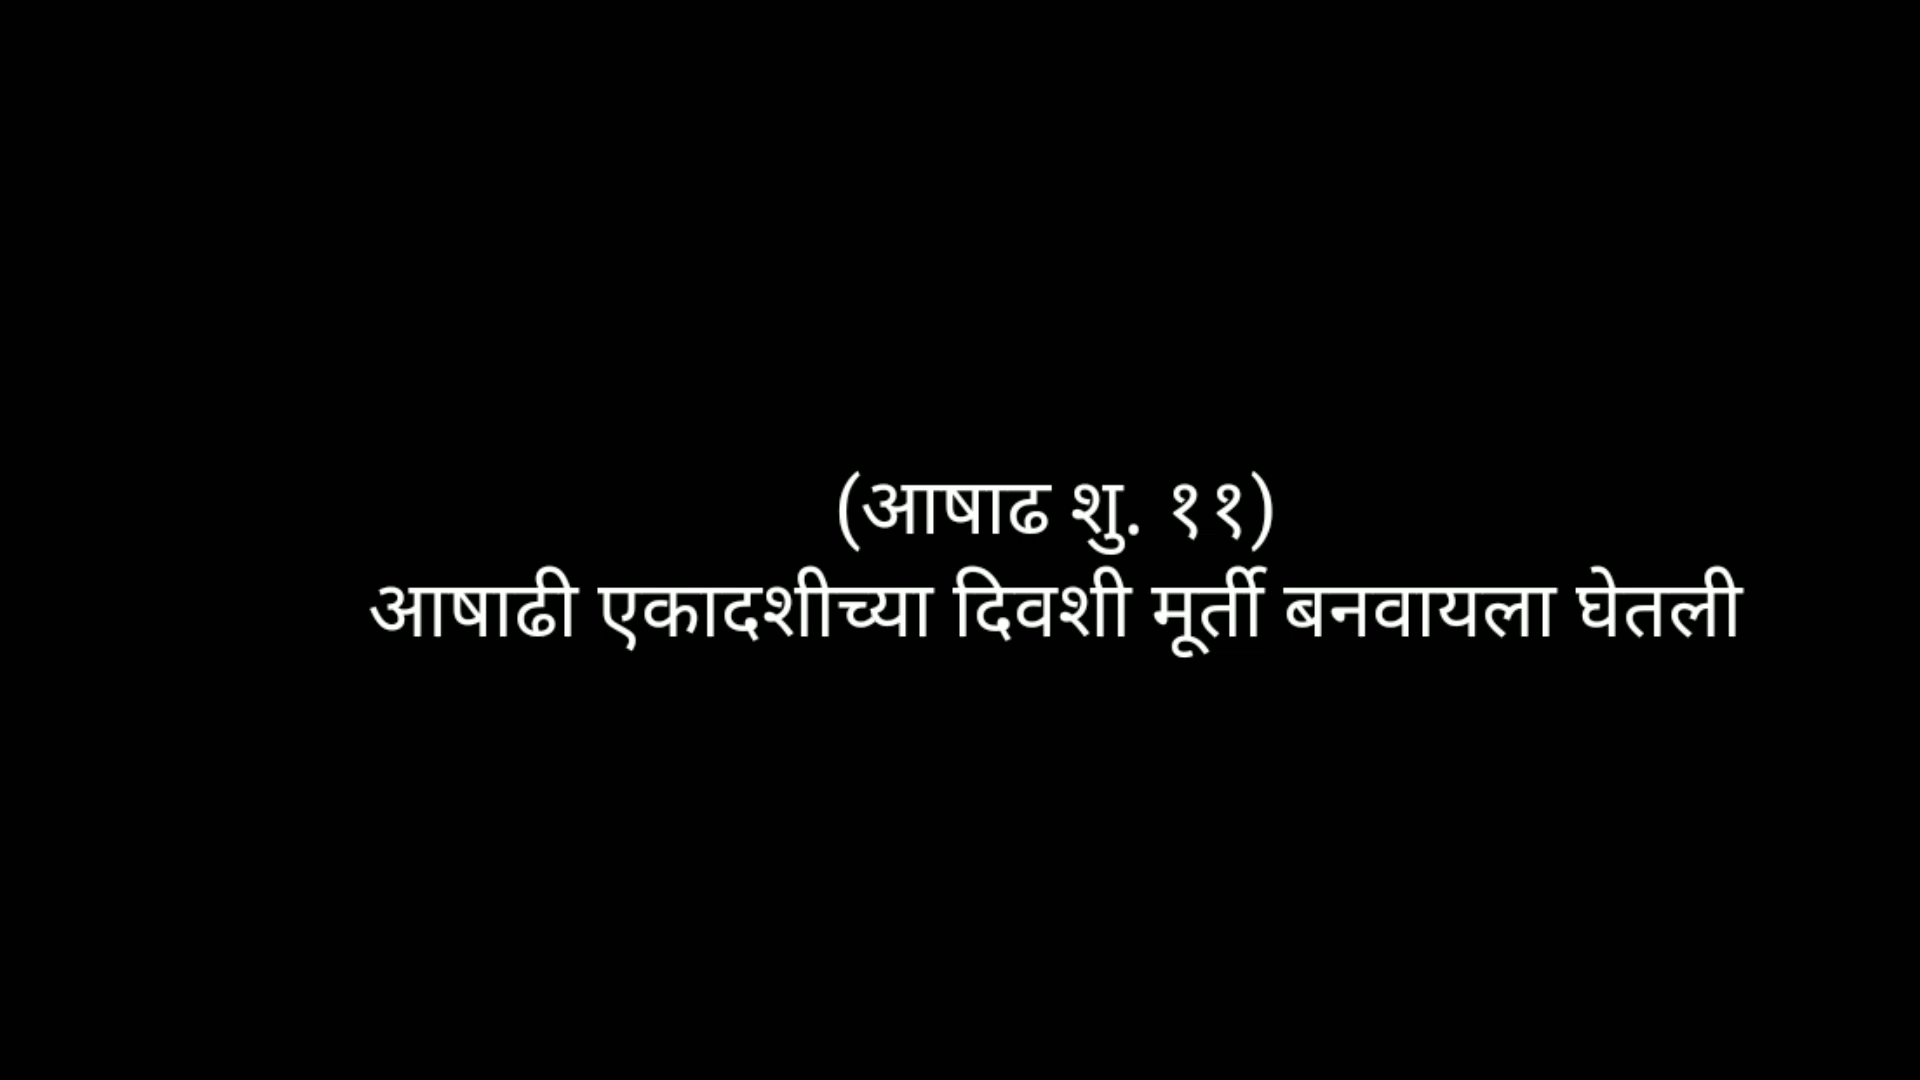 (आषाढ शु. ११)
आषाढी एकादशीच्या दिवशी मूर्ती बनवायला घेतली